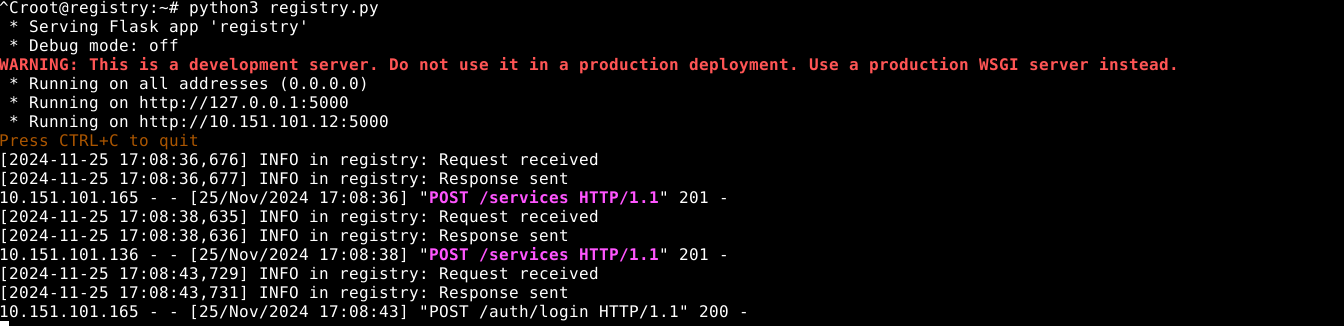 ^Croot@registry:~# python3 registry.py
 * Serving Flask app 'registry'
 * Debug mode: off
WARNING: This is a development server. Do not use it in a production deployment. Use a production WSGI server instead.
 * Running on all addresses (0.0.0.0)
 * Running on http://127.0.0.1:5000
 * Running on http://10.151.101.12:5000
Press CTRL+C to quit
[2024-11-25 17:08:36,676] INFO in registry: Request received
[2024-11-25 17:08:36,677] INFO in registry: Response sent
10.151.101.165 - - [25/Nov/2024 17:08:36] "POST /services HTTP/1.1" 201 -
[2024-11-25 17:08:38,635] INFO in registry: Request received
[2024-11-25 17:08:38,636] INFO in registry: Response sent
10.151.101.136 - - [25/Nov/2024 17:08:38] "POST /services HTTP/1.1" 201 -
[2024-11-25 17:08:43,729] INFO in registry: Request received
[2024-11-25 17:08:43,731] INFO in registry: Response sent
10.151.101.165 - - [25/Nov/2024 17:08:43] "POST /auth/login HTTP/1.1" 200 -